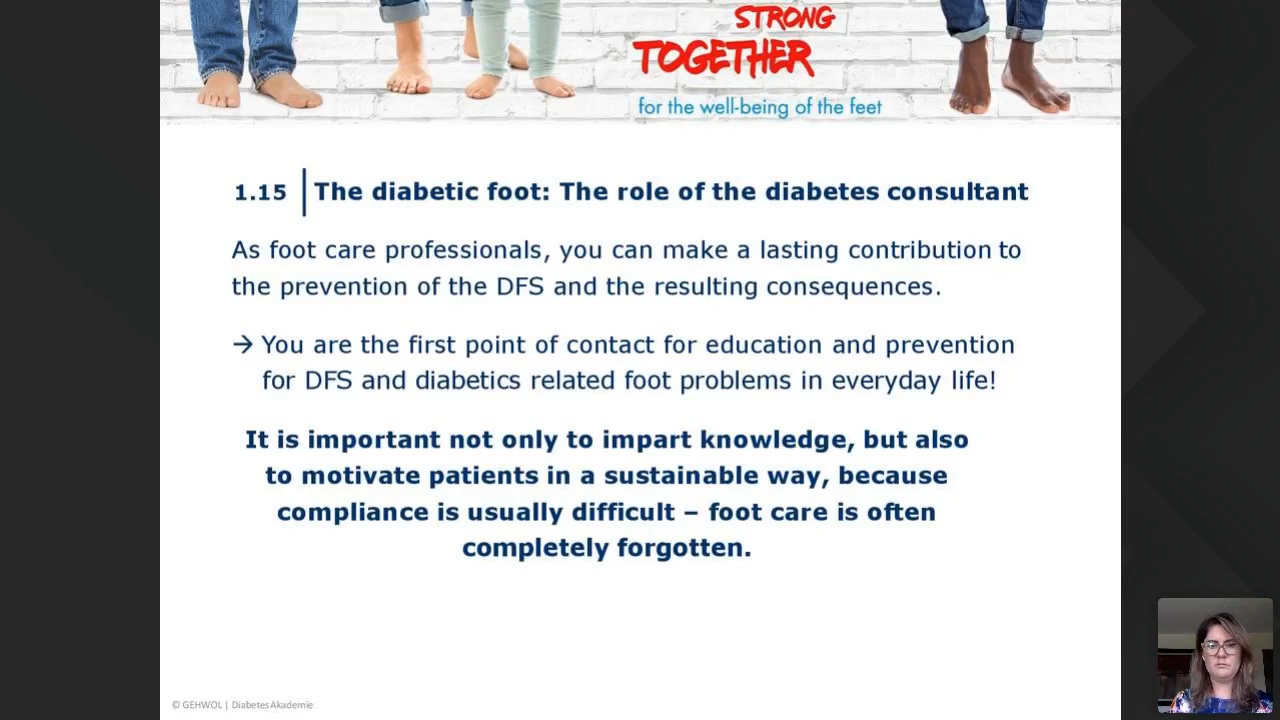 STRONG
TOGETHER
for the well-being of the feet
1.15 | The diabetic foot: The role of the diabetes consultant
As foot care professionals, you can make a lasting contribution to
the prevention of the DFS and the resulting consequences.
→ You are the first point of contact for education and prevention
for DFS and diabetics related foot problems in everyday life!
It is important not only to impart knowledge, but also
to motivate patients in a sustainable way, because
compliance is usually difficult – foot care is often
completely forgotten.
© GEHWOL | Diabetes Akademie